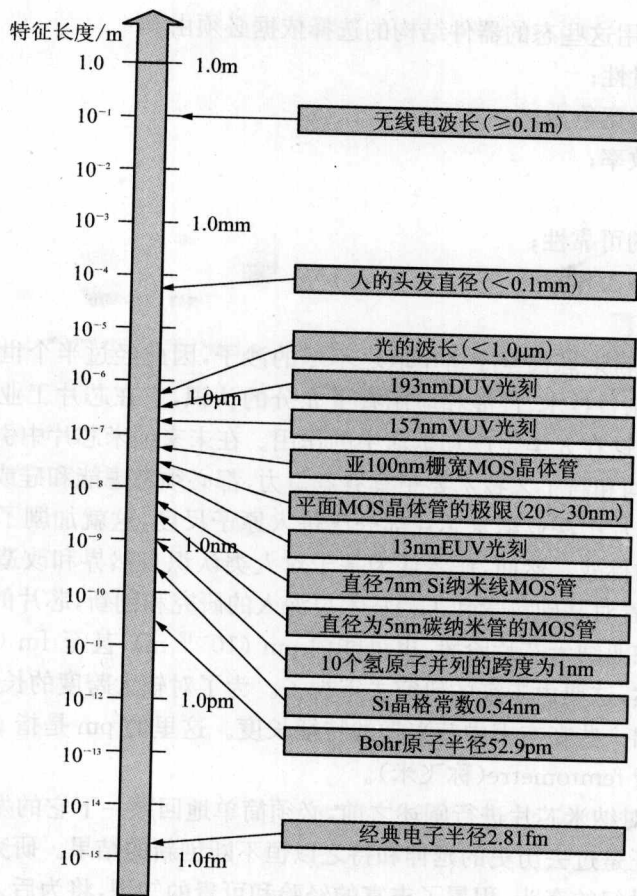 特征长度/m
1.0 1.0m
10⁻¹ 无线电波长(≥0.1m)
10⁻²
10⁻³ 1.0mm
10⁻⁴ 人的头发直径(<0.1mm)
10⁻⁵
光的波长(<1.0μm)
10⁻⁶ 1.0μm 193nmDUV光刻
10⁻⁷ 157nmVUV光刻
亚100nm栅宽MOS晶体管
10⁻⁸ 平面MOS晶体管的极限(20~30nm)
10⁻⁹ 1.0nm 13nmEUV光刻
直径7nm Si纳米线MOS管
10⁻¹⁰ 直径为5nm碳纳米管的MOS管
10⁻¹¹ 10个氢原子并列的跨度为1nm
10⁻¹² 1.0pm Si晶格常数0.54nm
10⁻¹³ Bohr原子半径52.9pm
10⁻¹⁴
10⁻¹⁵ 1.0fm 经典电子半径2.81fm